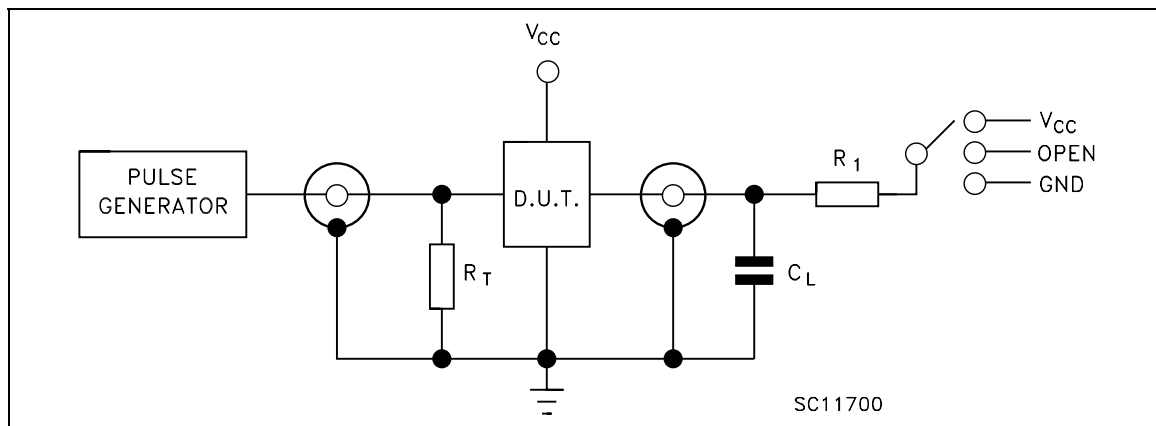 VCC
PULSE
GENERATOR
D.U.T.
RT
CL
R1
VCC
OPEN
GND
SC11700